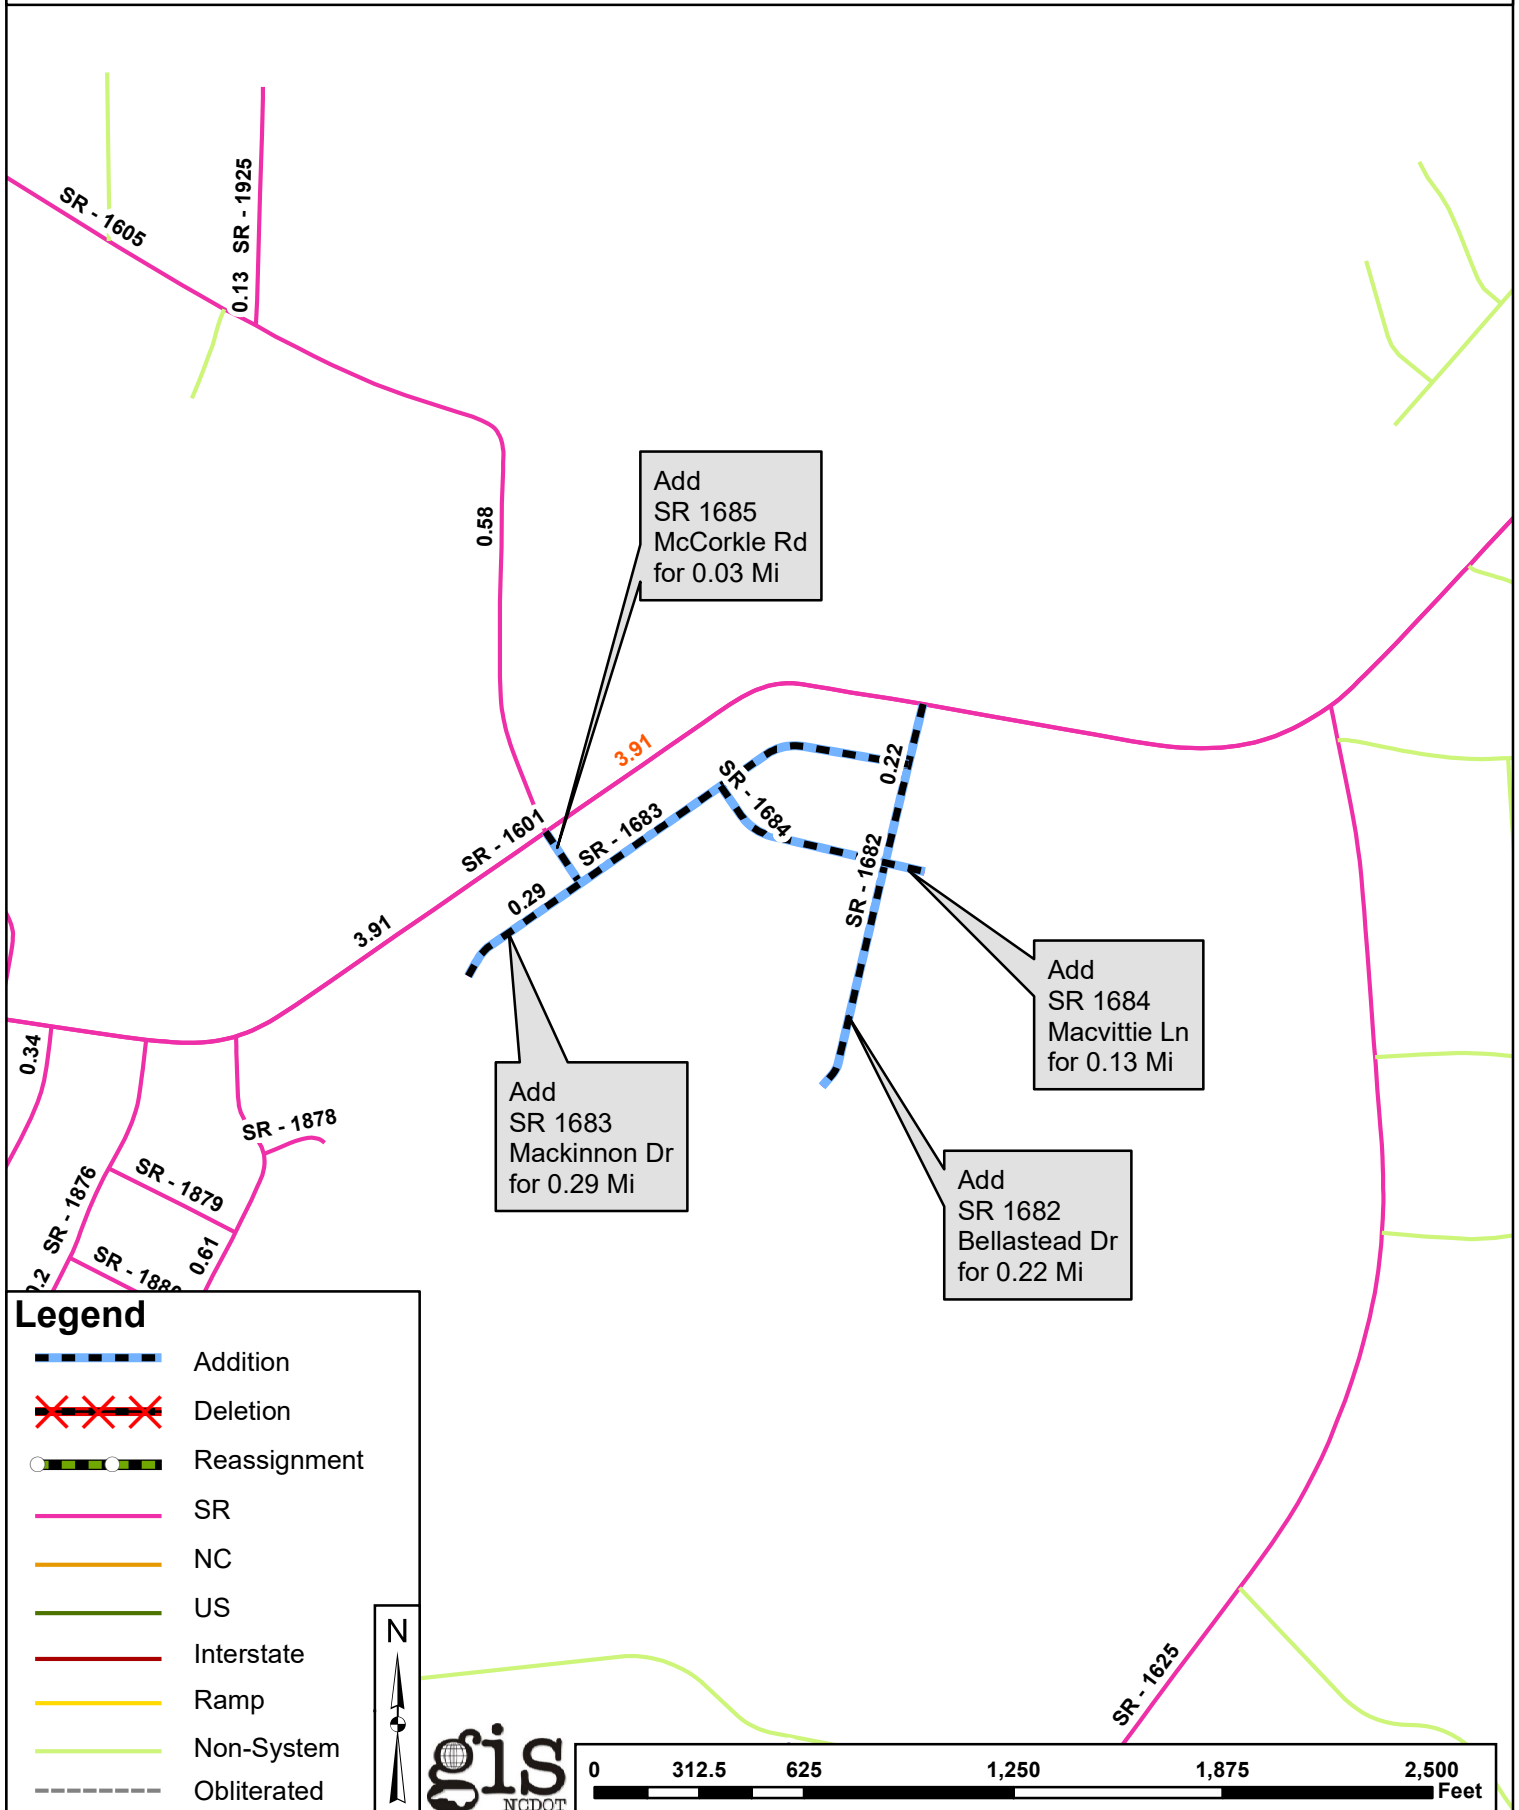 SR - 1605
0.13 SR - 1925
0.58
Add
SR 1685
McCorkle Rd
for 0.03 Mi
3.91
SR - 1601
SR - 1683
SR - 1684
0.22
SR - 1682
0.29
3.91
Add
SR 1684
Macvittie Ln
for 0.13 Mi
0.34
Add
SR 1683
Mackinnon Dr
for 0.29 Mi
SR - 1878
Add
SR 1682
Bellastead Dr
for 0.22 Mi
SR - 1876
SR - 1879
0.61
Legend
Addition
Deletion
Reassignment
SR
NC
US
Interstate
Ramp
Non-System
Obliterated
N
SR - 1625
gis
NCDOT
0 312.5 625 1,250 1,875 2,500
Feet